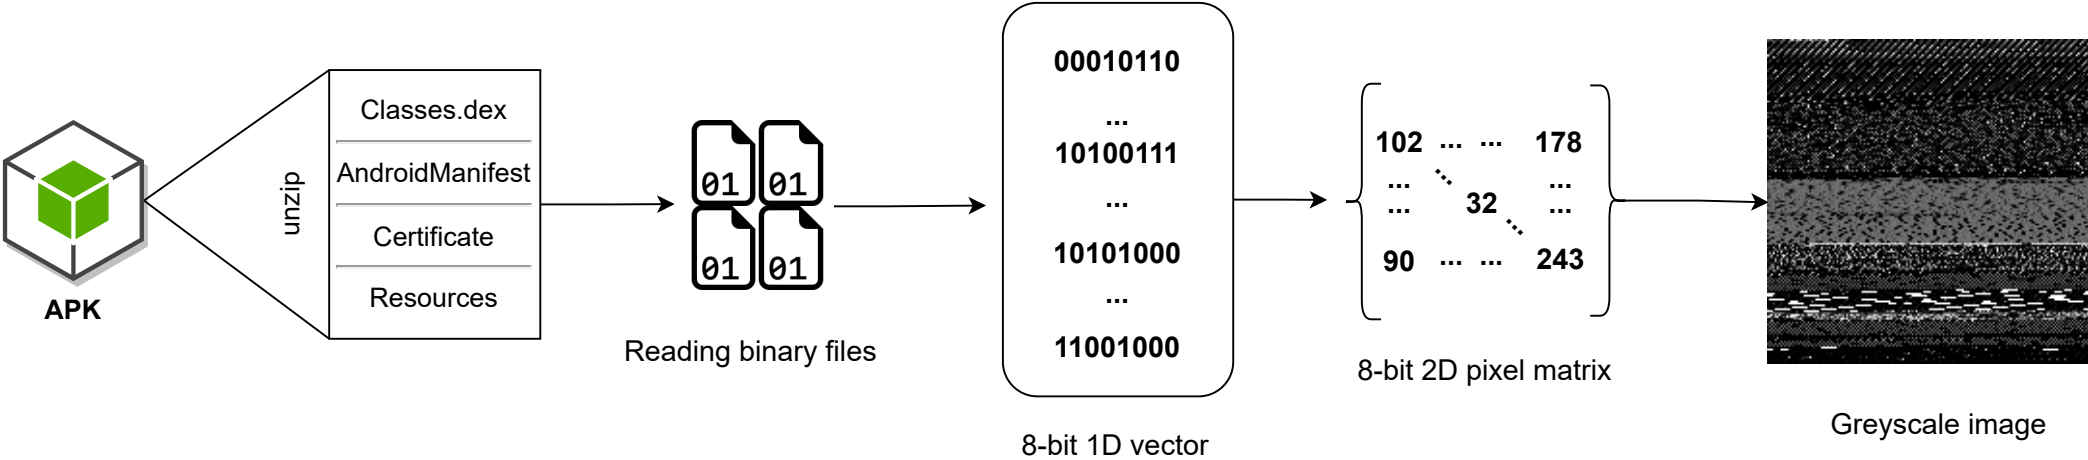 APK
unzip
Classes.dex
AndroidManifest
Certificate
Resources
01 01
01 01
Reading binary files
00010110
...
10100111
...
10101000
...
11001000
8-bit 1D vector
102 ... ... 178
... ...
32
... ...
90 ... ... 243
8-bit 2D pixel matrix
Greyscale image